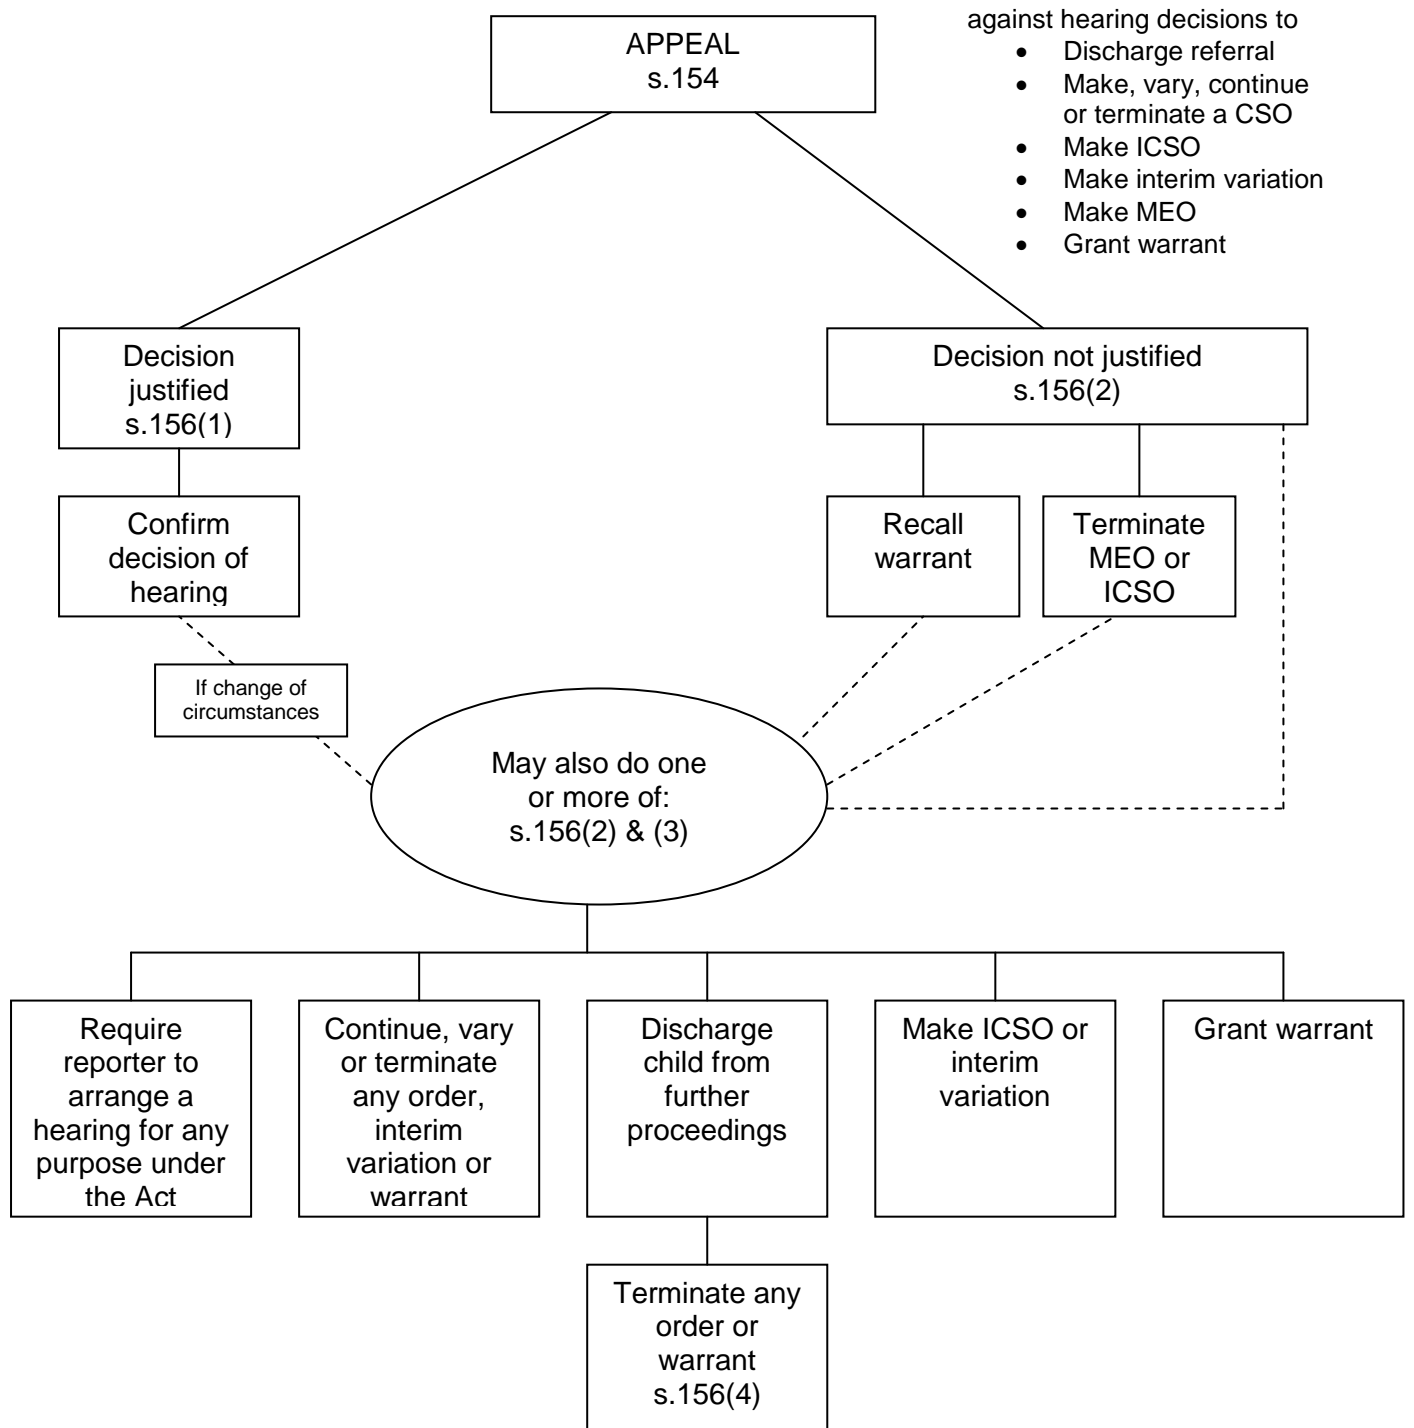 APPEAL
s.154
against hearing decisions to
• Discharge referral
• Make, vary, continue
or terminate a CSO
• Make ICSO
• Make interim variation
• Make MEO
• Grant warrant
Decision
justified
s.156(1)
Decision not justified
s.156(2)
Confirm
decision of
hearing
Recall
warrant
Terminate
MEO or
ICSO
If change of
circumstances
May also do one
or more of:
s.156(2) & (3)
Require
reporter to
arrange a
hearing for any
purpose under
the Act
Continue, vary
or terminate
any order,
interim
variation or
warrant
Discharge
child from
further
proceedings
Make ICSO or
interim
variation
Grant warrant
Terminate any
order or
warrant
s.156(4)